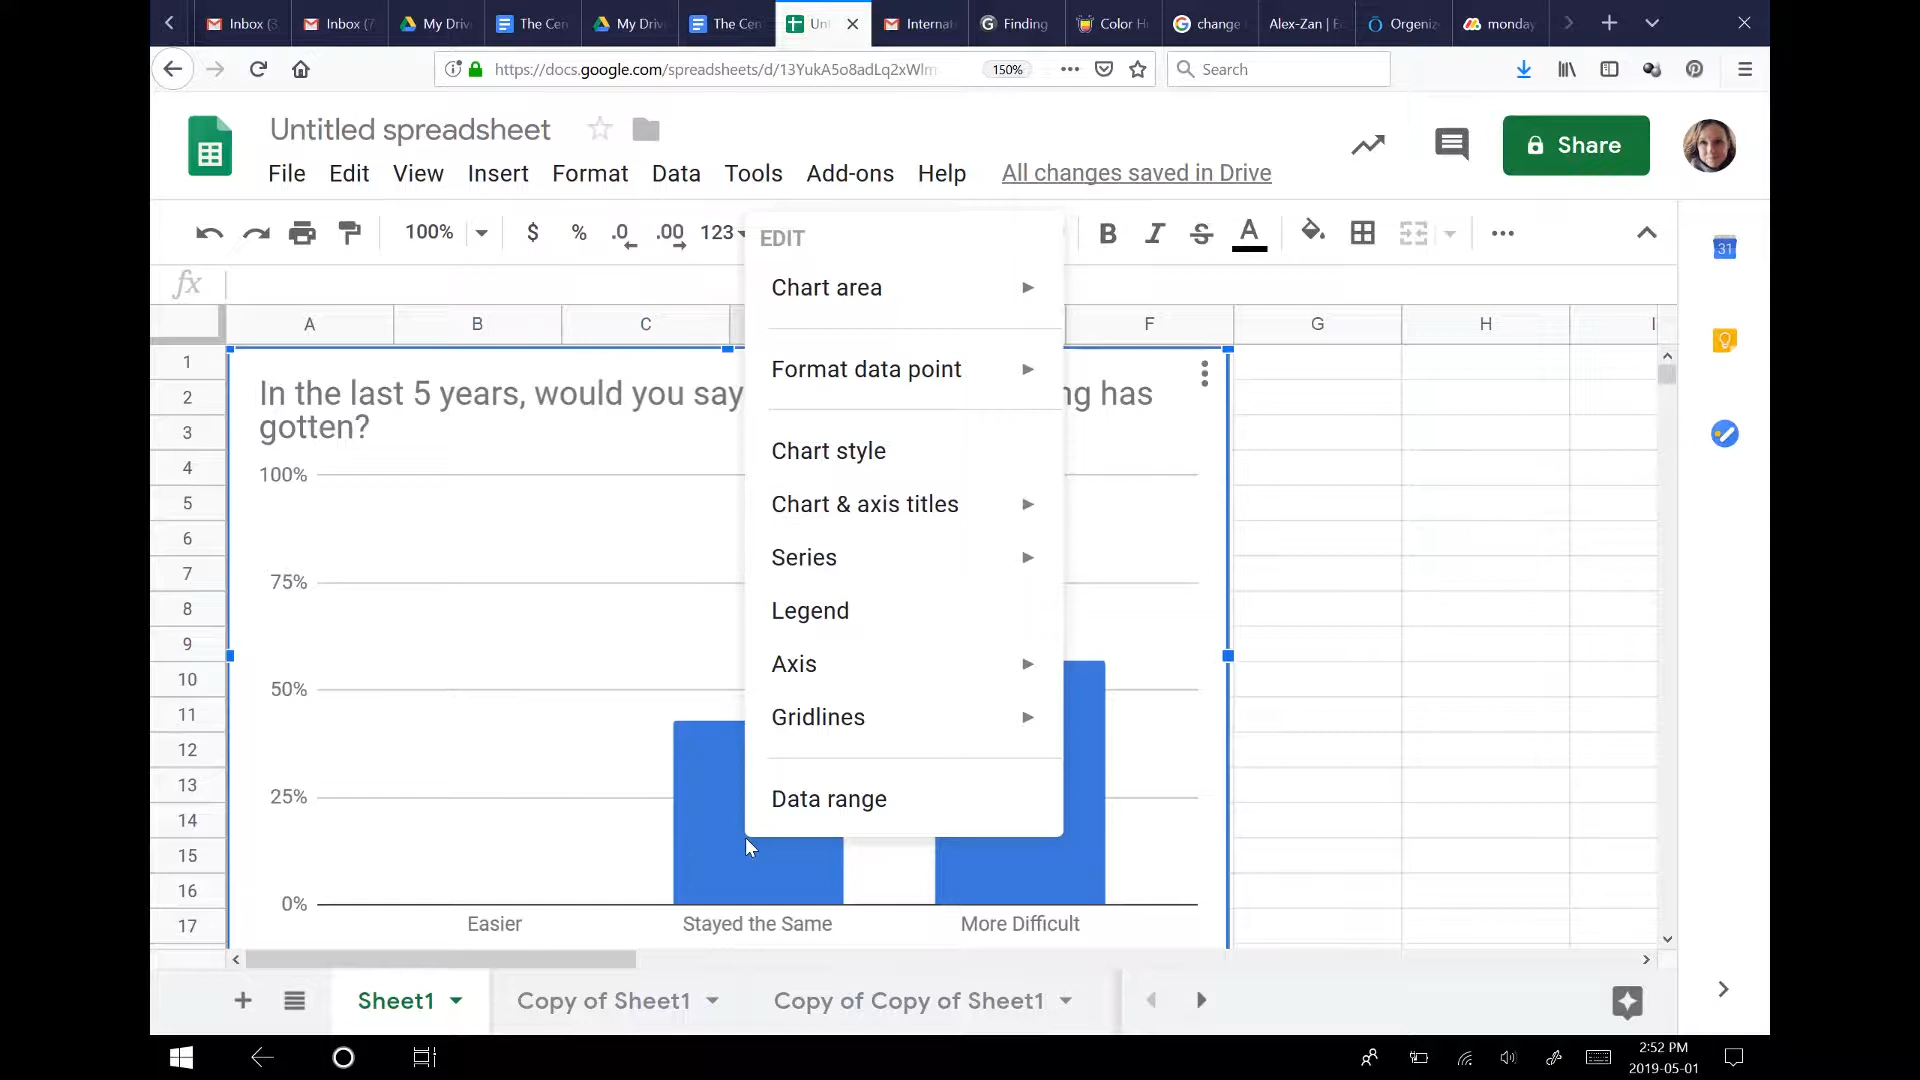 Inbox (3
Inbox (7
My Driv
The Cen
My Driv
The Cen
Unt
Internat
Finding
Color H
change
Alex-Zan | E
Organiz
monday
https://docs.google.com/spreadsheets/d/13YukA5o8adLq2xWlm
150%
Search
Untitled spreadsheet
Share
File Edit View Insert Format Data Tools Add-ons Help All changes saved in Drive
100% $ % .0 .00 123 B I S A
31
fx
EDIT
Chart area
Format data point
Chart style
Chart & axis titles
Series
Legend
Axis
Gridlines
Data range
A B C F G H I
1
2
3
4
5
6
7
8
9
10
11
12
13
14
15
16
17
In the last 5 years, would you say
ng has
gotten?
100%
75%
50%
25%
0%
Easier Stayed the Same More Difficult
Sheet1 Copy of Sheet1 Copy of Copy of Sheet1
2:52 PM
2019-05-01